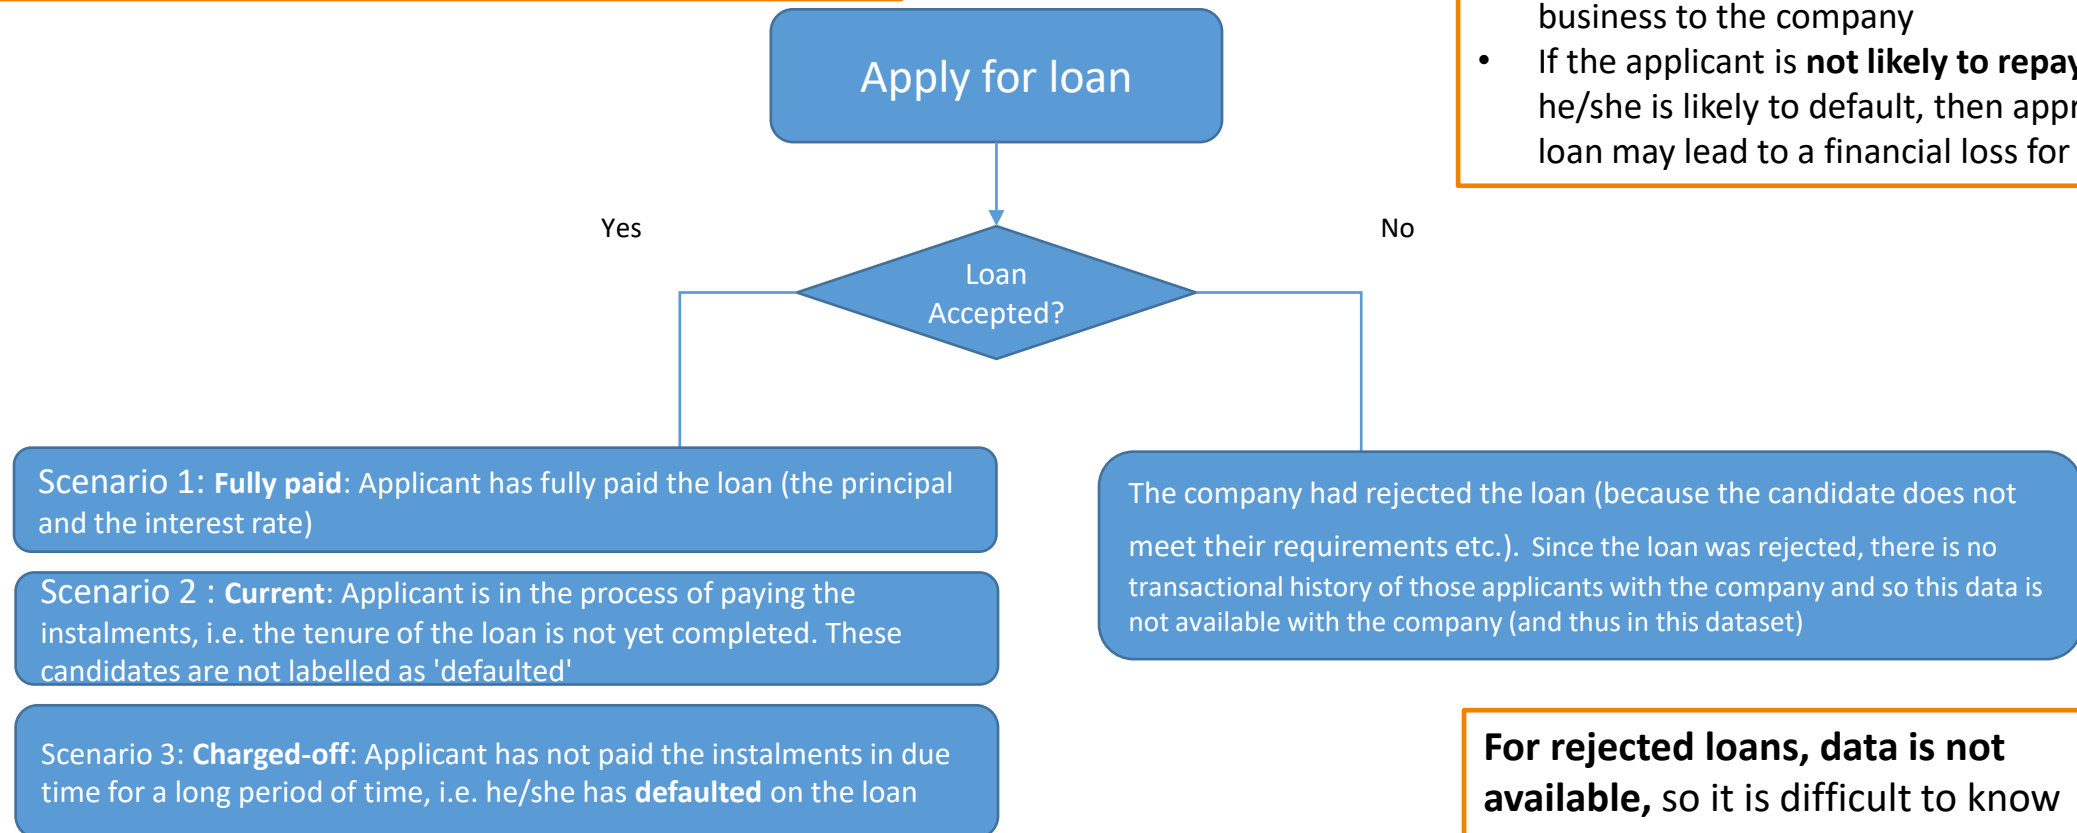 business to the company
• If the applicant is not likely to repay
he/she is likely to default, then
loan may lead to a financial loss for
Apply for loan
Yes
No
Loan
Accepted?
Scenario 1: Fully paid: Applicant has fully paid the loan (the principal
and the interest rate)
Scenario 2 : Current: Applicant is in the process of paying the
instalments, i.e. the tenure of the loan is not yet completed. These
candidates are not labelled as 'defaulted'
Scenario 3: Charged-off: Applicant has not paid the instalments in due
time for a long period of time, i.e. he/she has defaulted on the loan
The company had rejected the loan (because the candidate does not
meet their requirements etc.). Since the loan was rejected, there is no
transactional history of those applicants with the company and so this data is
not available with the company (and thus in this dataset)
For rejected loans, data is not
available, so it is difficult to know